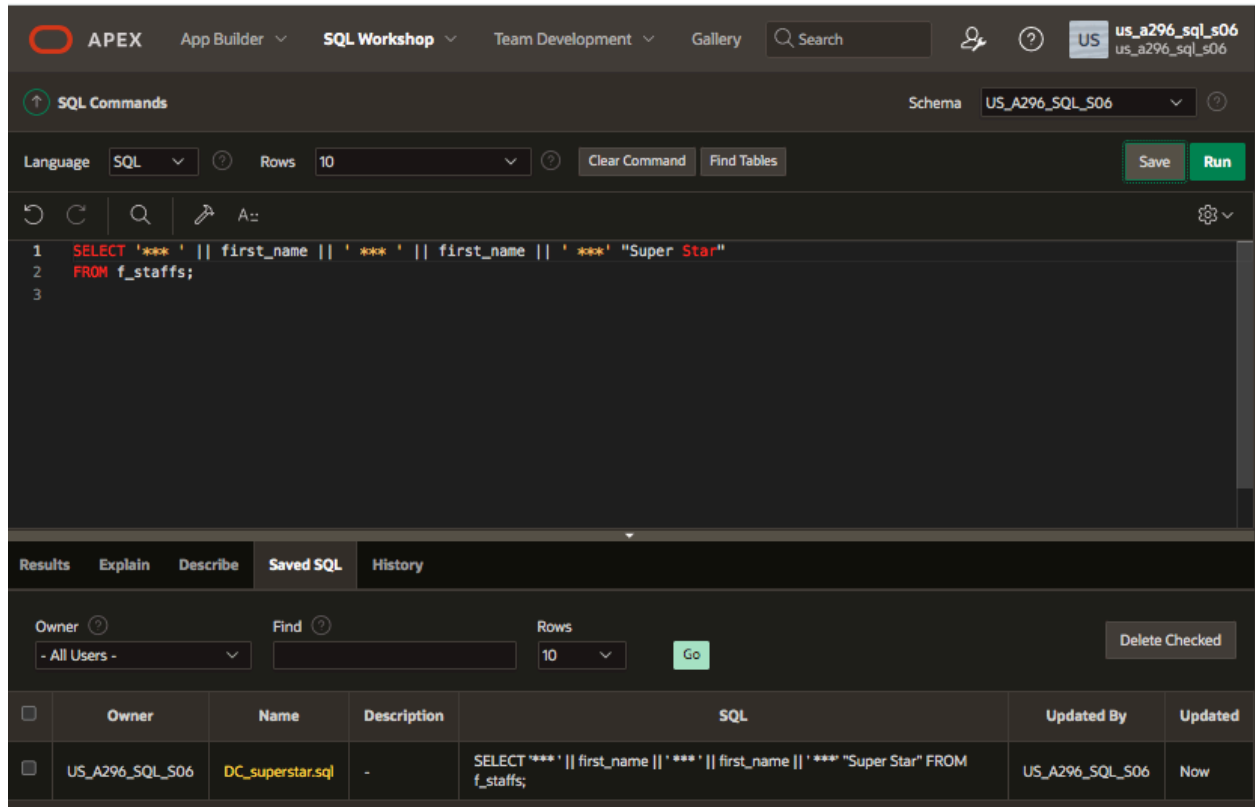 APEX App Builder SQL Workshop Team Development Gallery Search US us_a296_sql_s06
us_a296_sql_s06
SQL Commands Schema US_A296_SQL_S06
Language SQL Rows 10 Clear Command Find Tables Save Run
A::
1 SELECT '*** ' || first_name || ' *** ' || first_name || ' ***' "Super Star"
2 FROM f_staffs;
3
Results Explain Describe Saved SQL History
Owner Find Rows
- All Users - 10 Go Delete Checked
Owner Name Description SQL Updated By Updated
US_A296_SQL_S06 DC_superstar.sql - SELECT '*** ' || first_name || ' *** ' || first_name || ' ***' "Super Star" FROM US_A296_SQL_S06 Now
f_staffs;